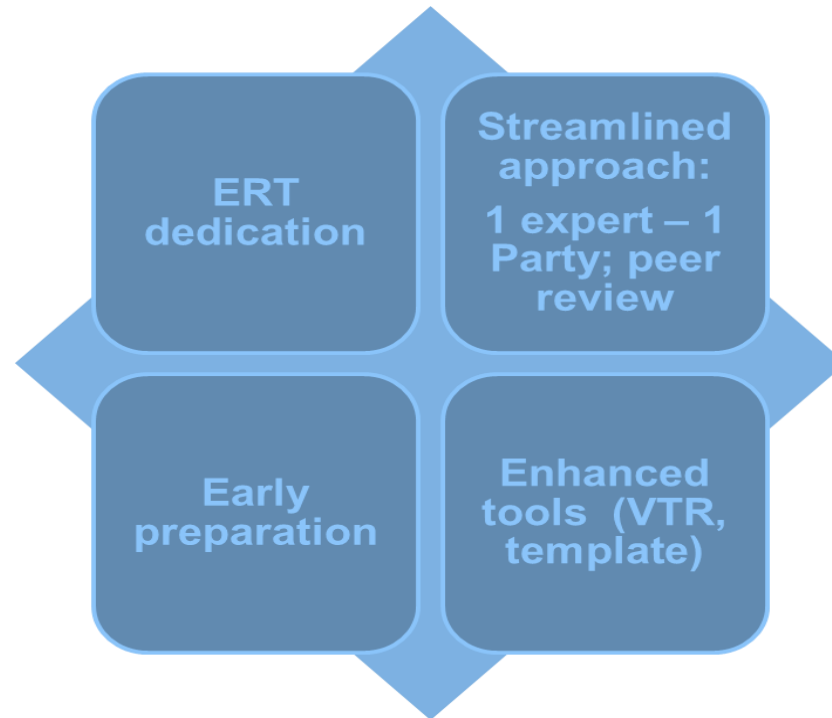 ERT
dedication
Streamlined
approach:
1 expert – 1
Party; peer
review
Early
preparation
Enhanced
tools  (VTR,
template)